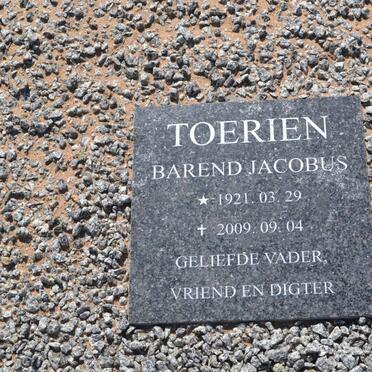 TOERIEN
BAREND JACOBUS
★ 1921. 03. 29
✝ 2009. 09. 04
GELIEFDE VADER,
VRIEND EN DIGTER